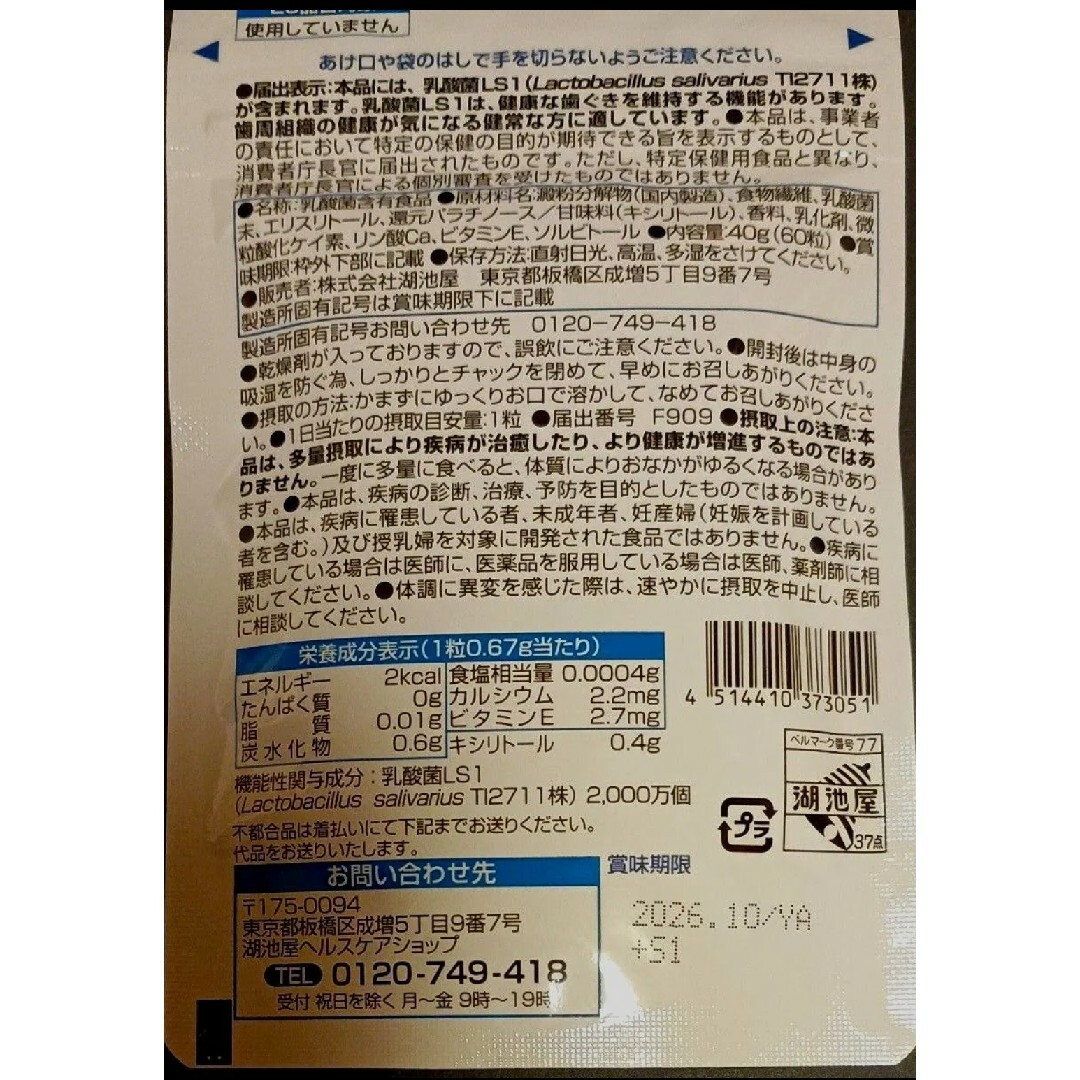 使用していません
あけ口や袋のはしで手を切らないようご注意ください。
●届出表示:本品には、乳酸菌LS1(Lactobacillus salivarius TI2711株)
が含まれます。乳酸菌LS1は、健康な歯ぐきを維持する機能があります。
歯周組織の健康が気になる健常な方に適しています。●本品は、事業者
の責任において特定の保健の目的が期待できる旨を表示するものとして、
消費者庁長官に届出されたものです。ただし、特定保健用食品と異なり、
消費者庁長官による個別審査を受けたものではありません。
●名称:乳酸菌含有食品 ●原材料名:澱粉分解物(国内製造)、食物繊維、乳酸菌
末、エリスリトール、還元パラチノース/甘味料(キシリトール)、香料、乳化剤、微
粒酸化ケイ素、リン酸Ca、ビタミンE、ソルビトール ●内容量:40g(60粒) ●賞
味期限:枠外下部に記載 ●保存方法:直射日光、高温、多湿をさけてください。
●販売者:株式会社湖池屋 東京都板橋区成増5丁目9番7号
製造所固有記号は賞味期限下に記載
製造所固有記号お問い合わせ先 0120-749-418
●乾燥剤が入っておりますので、誤飲にご注意ください。●開封後は中身の
吸湿を防ぐ為、しっかりとチャックを閉めて、早めにお召しあがりください。
●摂取の方法:かまずにゆっくりお口で溶かして、なめてお召しあがりくださ
い。●1日当たりの摂取目安量:1粒 ●届出番号 F909 ●摂取上の注意:本
品は、多量摂取により疾病が治癒したり、より健康が増進するものではあ
りません。一度に多量に食べると、体質によりおなかがゆるくなる場合があり
ます。●本品は、疾病の診断、治療、予防を目的としたものではありません。
●本品は、疾病に罹患している者、未成年者、妊産婦(妊娠を計画している
者を含む。)及び授乳婦を対象に開発された食品ではありません。●疾病に
罹患している場合は医師に、医薬品を服用している場合は医師、薬剤師に相
談してください。●体調に異変を感じた際は、速やかに摂取を中止し、医師
に相談してください。
栄養成分表示(1粒0.67g当たり)
エネルギー 2kcal 食塩相当量 0.0004g
たんぱく質 0g カルシウム 2.2mg
脂質 0.01g ビタミンE 2.7mg
炭水化物 0.6g キシリトール 0.4g
4 514410 373051
機能性関与成分:乳酸菌LS1
(Lactobacillus salivarius TI2711株) 2,000万個
ベルマーク番号77
湖池屋
37点
プラ
不都合品は着払いにて下記までお送りください。
代品をお送りいたします。
お問い合わせ先
〒175-0094
東京都板橋区成増5丁目9番7号
湖池屋ヘルスケアショップ
TEL 0120-749-418
受付 祝日を除く 月～金 9時～19時
賞味期限
2026.10/YA
+S1